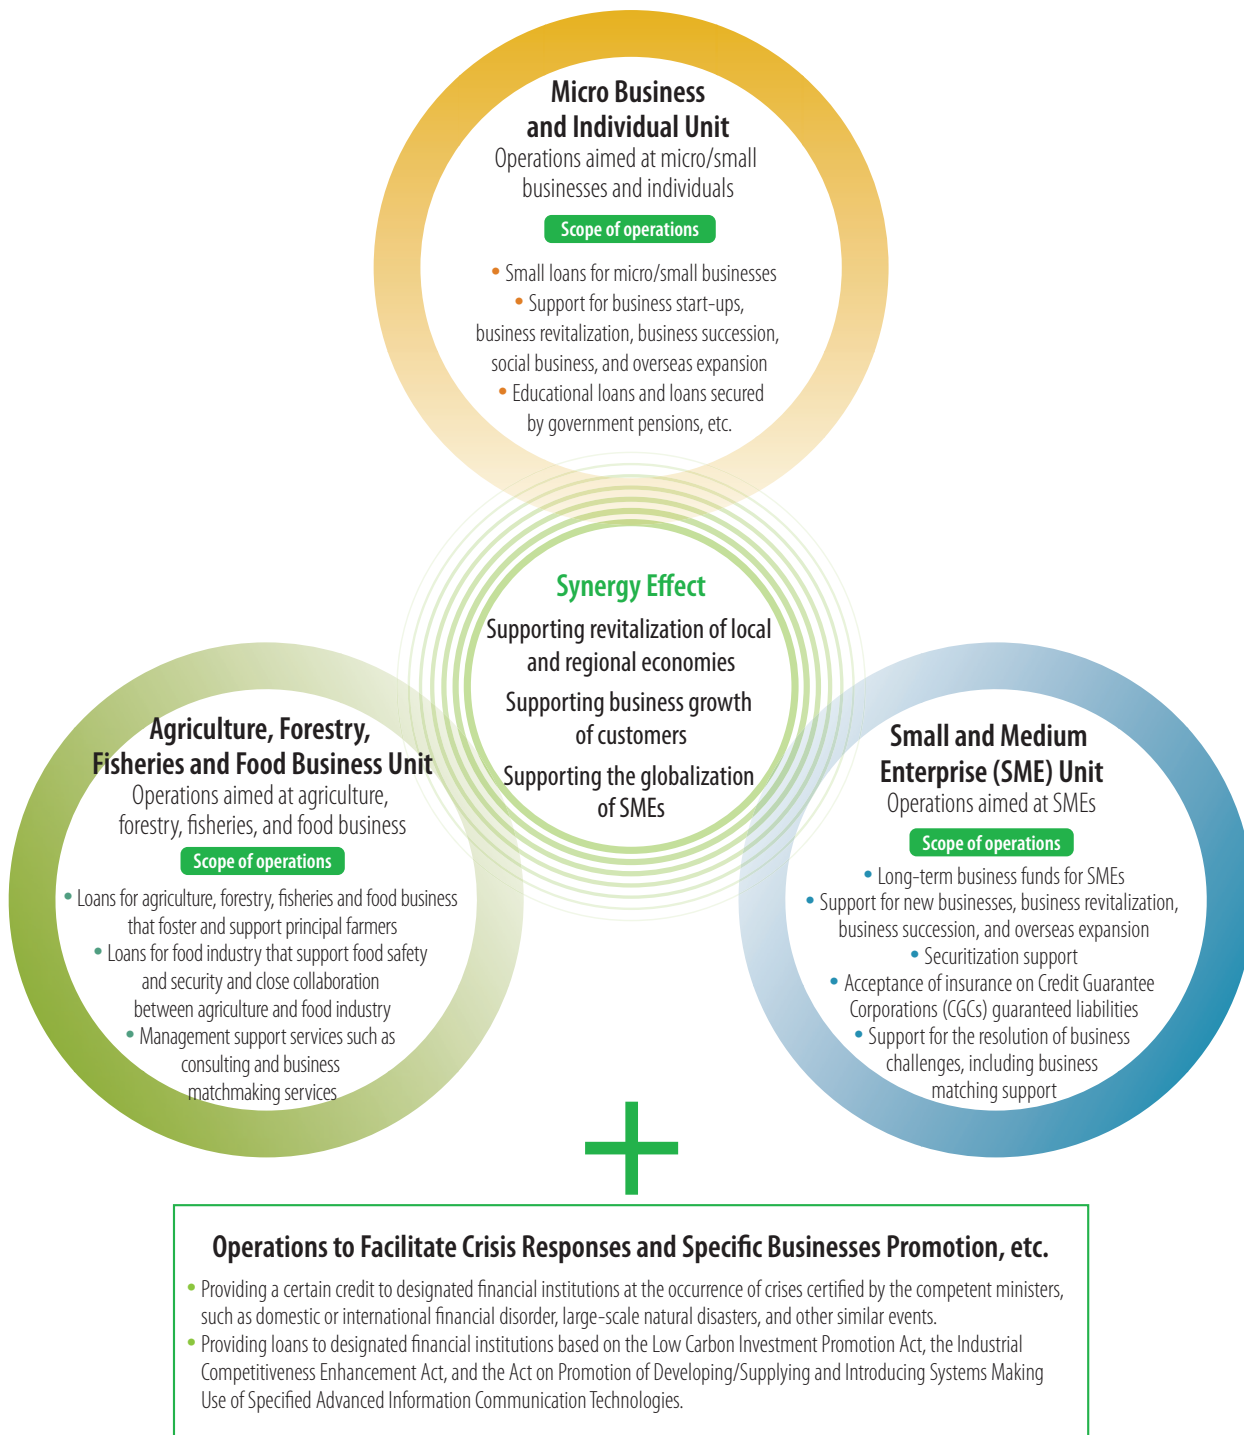 Micro Business
and Individual Unit
Operations aimed at micro/small
businesses and individuals
Scope of operations
• Small loans for micro/small businesses
• Support for business start-ups,
business revitalization, business succession,
social business, and overseas expansion
• Educational loans and loans secured
by government pensions, etc.
Synergy Effect
Supporting revitalization of local
and regional economies
Supporting business growth
of customers
Supporting the globalization
of SMEs
Agriculture, Forestry,
Fisheries and Food Business Unit
Operations aimed at agriculture,
forestry, fisheries, and food business
Scope of operations
• Loans for agriculture, forestry, fisheries and food business
that foster and support principal farmers
• Loans for food industry that support food safety
and security and close collaboration
between agriculture and food industry
• Management support services such as
consulting and business
matchmaking services
Small and Medium
Enterprise (SME) Unit
Operations aimed at SMEs
Scope of operations
• Long-term business funds for SMEs
• Support for new businesses, business revitalization,
business succession, and overseas expansion
• Securitization support
• Acceptance of insurance on Credit Guarantee
Corporations (CGCs) guaranteed liabilities
• Support for the resolution of business
challenges, including business
matching support
+
Operations to Facilitate Crisis Responses and Specific Businesses Promotion, etc.
• Providing a certain credit to designated financial institutions at the occurrence of crises certified by the competent ministers,
such as domestic or international financial disorder, large-scale natural disasters, and other similar events.
• Providing loans to designated financial institutions based on the Low Carbon Investment Promotion Act, the Industrial
Competitiveness Enhancement Act, and the Act on Promotion of Developing/Supplying and Introducing Systems Making
Use of Specified Advanced Information Communication Technologies.